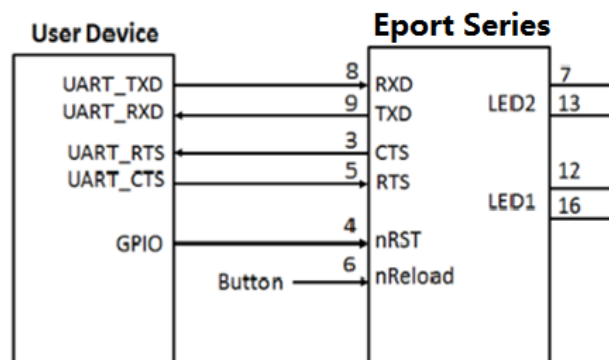 User Device
Eport Series
UART_TXD 8 RXD 7
UART_RXD 9 TXD LED2 13
UART_RTS 3 CTS
UART_CTS 5 RTS 12
LED1 16
GPIO 4 nRST
Button 6 nReload